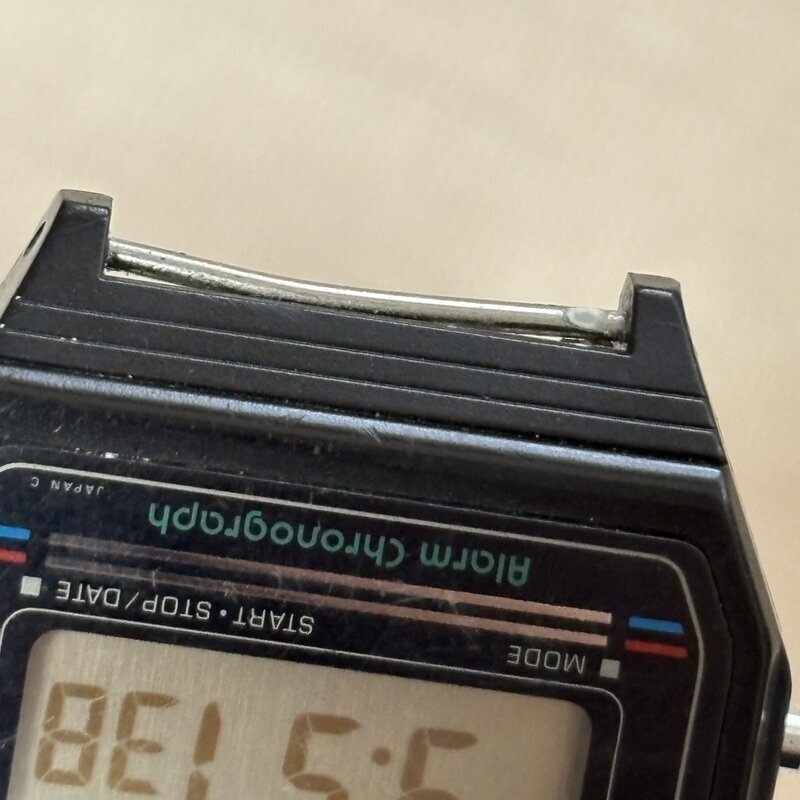 MODE
START・STOP/DATE
Alarm Chronograph
JAPAN C